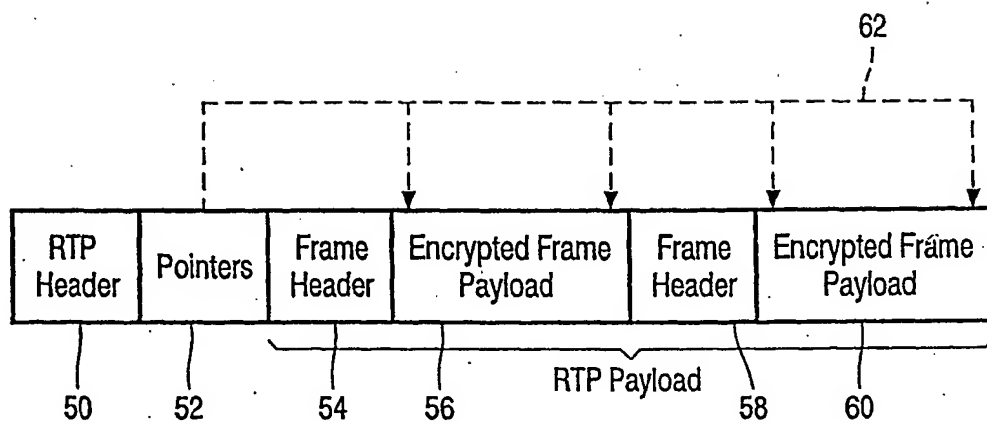 62
RTP
Header
Pointers
Frame
Header
Encrypted Frame
Payload
Frame
Header
Encrypted Frame
Payload
RTP Payload
50
52
54
56
58
60